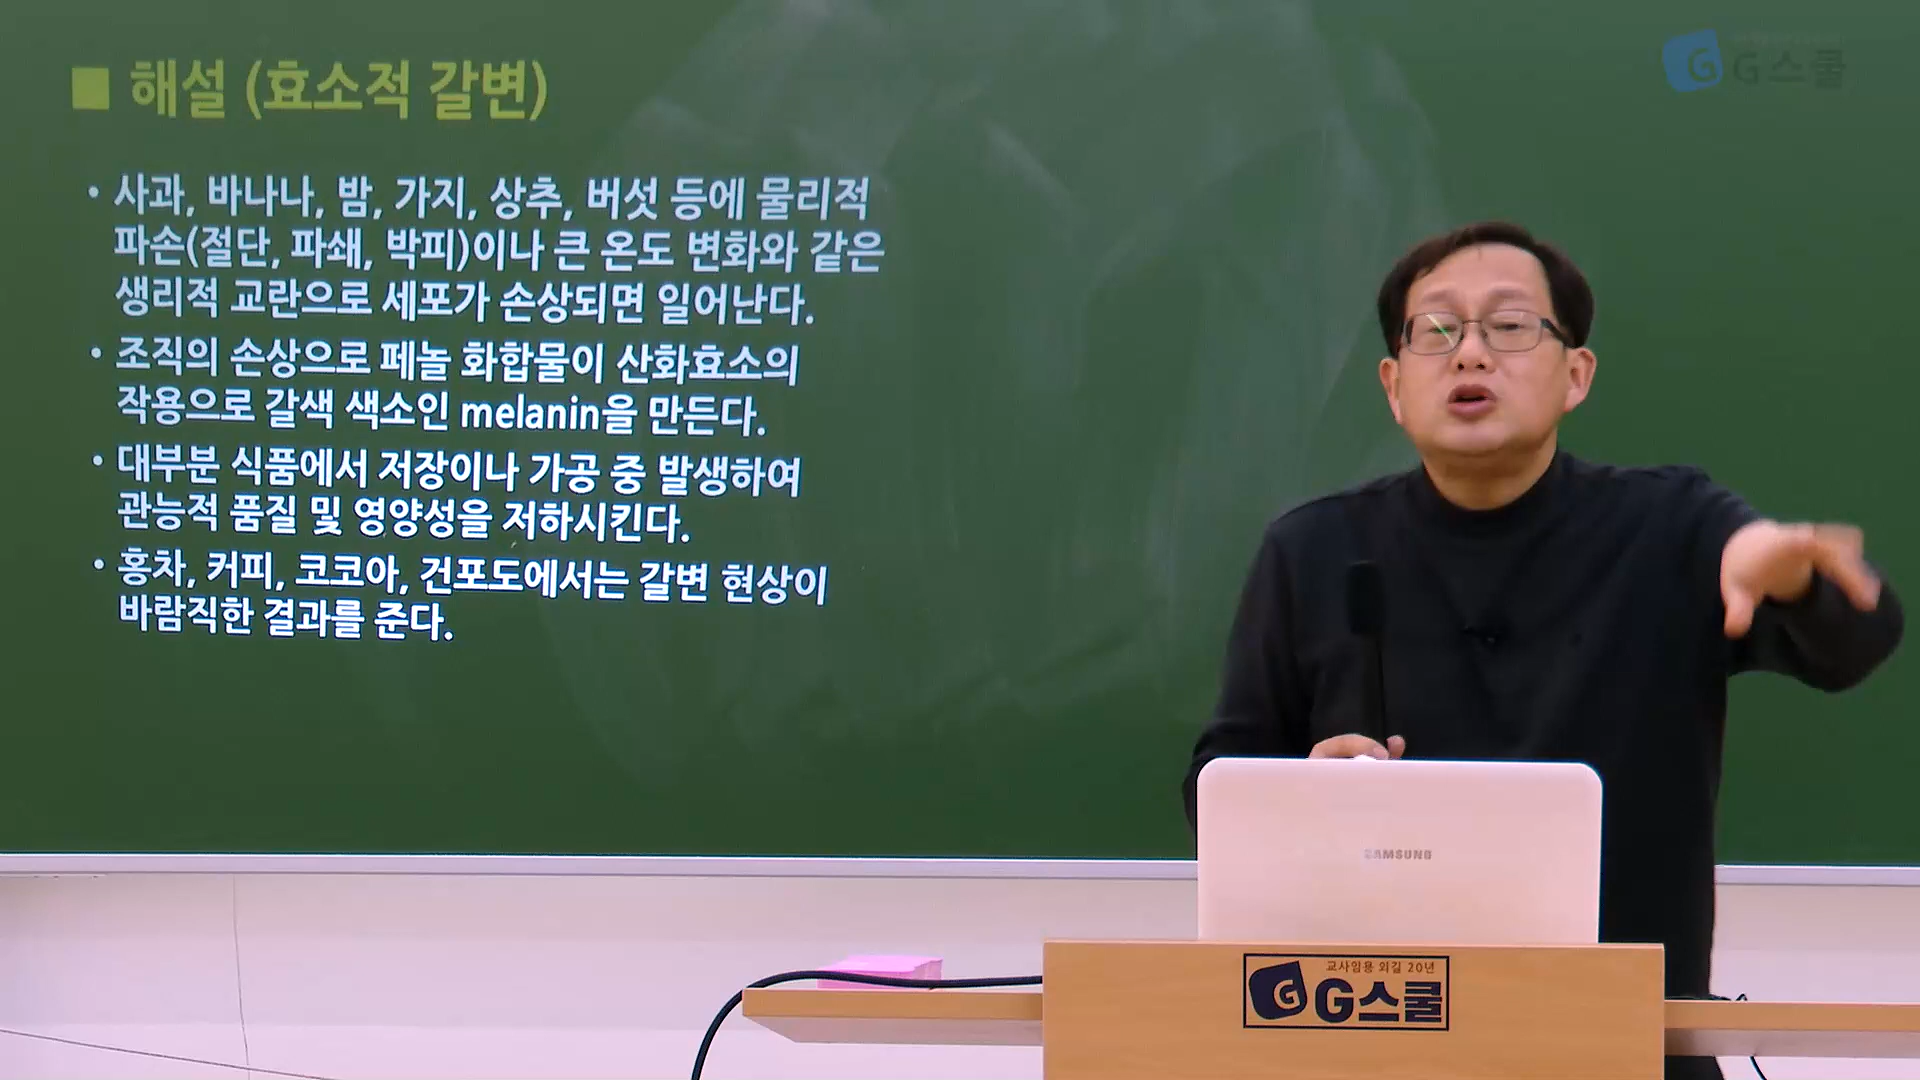 ■ 해설 (효소적 갈변)
• 사과, 바나나, 밤, 가지, 상추, 버섯 등에 물리적
파손(절단, 파쇄, 박피)이나 큰 온도 변화와 같은
생리적 교란으로 세포가 손상되면 일어난다.
• 조직의 손상으로 페놀 화합물이 산화효소의
작용으로 갈색 색소인 melanin을 만든다.
• 대부분 식품에서 저장이나 가공 중 발생하여
관능적 품질 및 영양성을 저하시킨다.
• 홍차, 커피, 코코아, 건포도에서는 갈변 현상이
바람직한 결과를 준다.
G스쿨
SAMSUNG
교사임용 외길 20년
G G스쿨